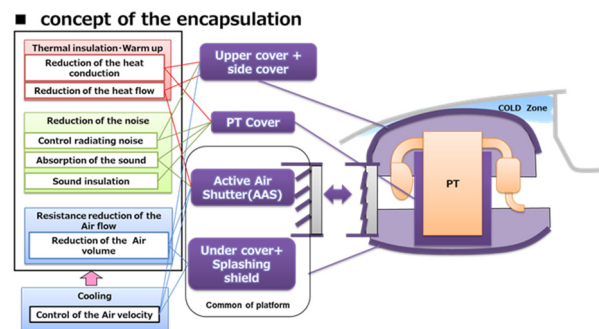 ■ concept of the encapsulation
Thermal insulation・Warm up
Reduction of the heat
conduction
Reduction of the heat flow
Reduction of the noise
Control radiating noise
Absorption of the sound
Sound insulation
Resistance reduction of the
Air flow
Reduction of the Air
volume
Cooling
Control of the Air velocity
Upper cover +
side cover
PT Cover
Active Air
Shutter(AAS)
Under cover+
Splashing
shield
Common of platform
COLD Zone
PT